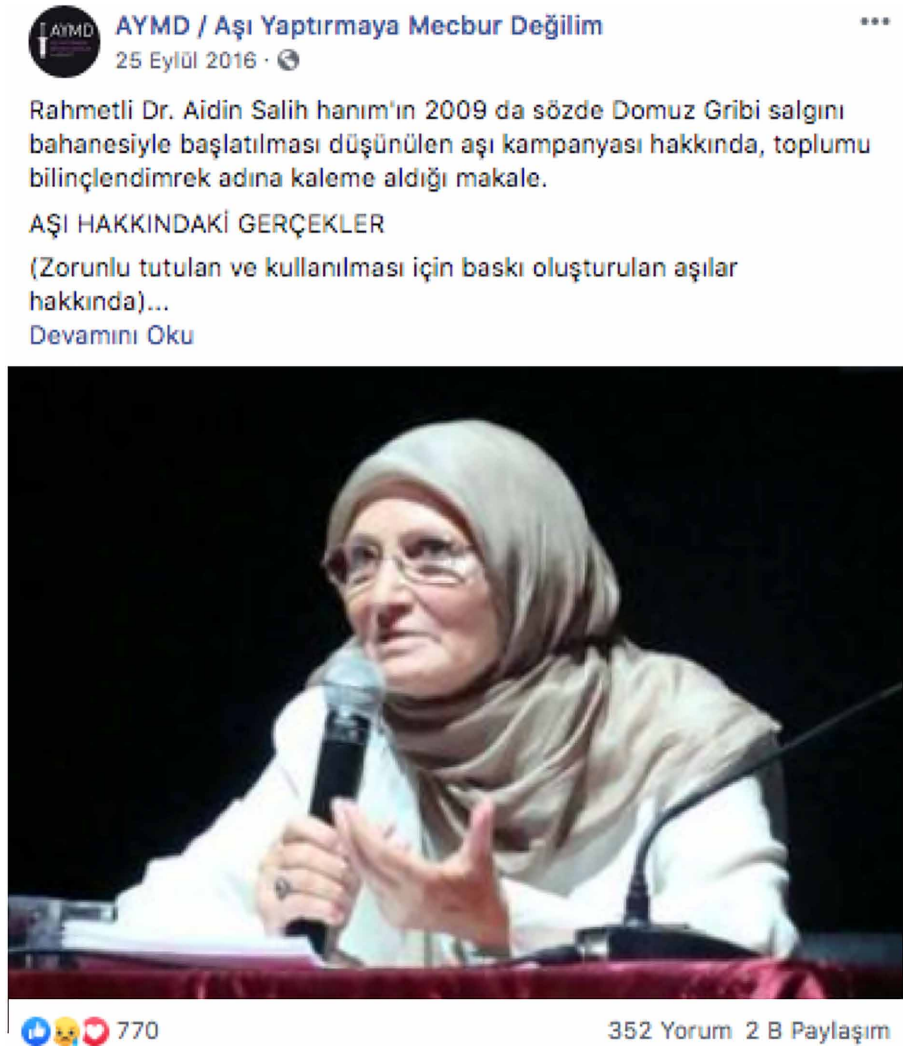 AYMD
AYMD / Aşı Yaptırmaya Mecbur Değilim
25 Eylül 2016 ·
Rahmetli Dr. Aidin Salih hanım'ın 2009 da sözde Domuz Gribi salgını
bahanesiyle başlatılması düşünülen aşı kampanyası hakkında, toplumu
bilinçlendimrek adına kaleme aldığı makale.
AŞI HAKKINDAKİ GERÇEKLER
(Zorunlu tutulan ve kullanılması için baskı oluşturulan aşılar
hakkında)...
Devamını Oku
770
352 Yorum 2 B Paylaşım